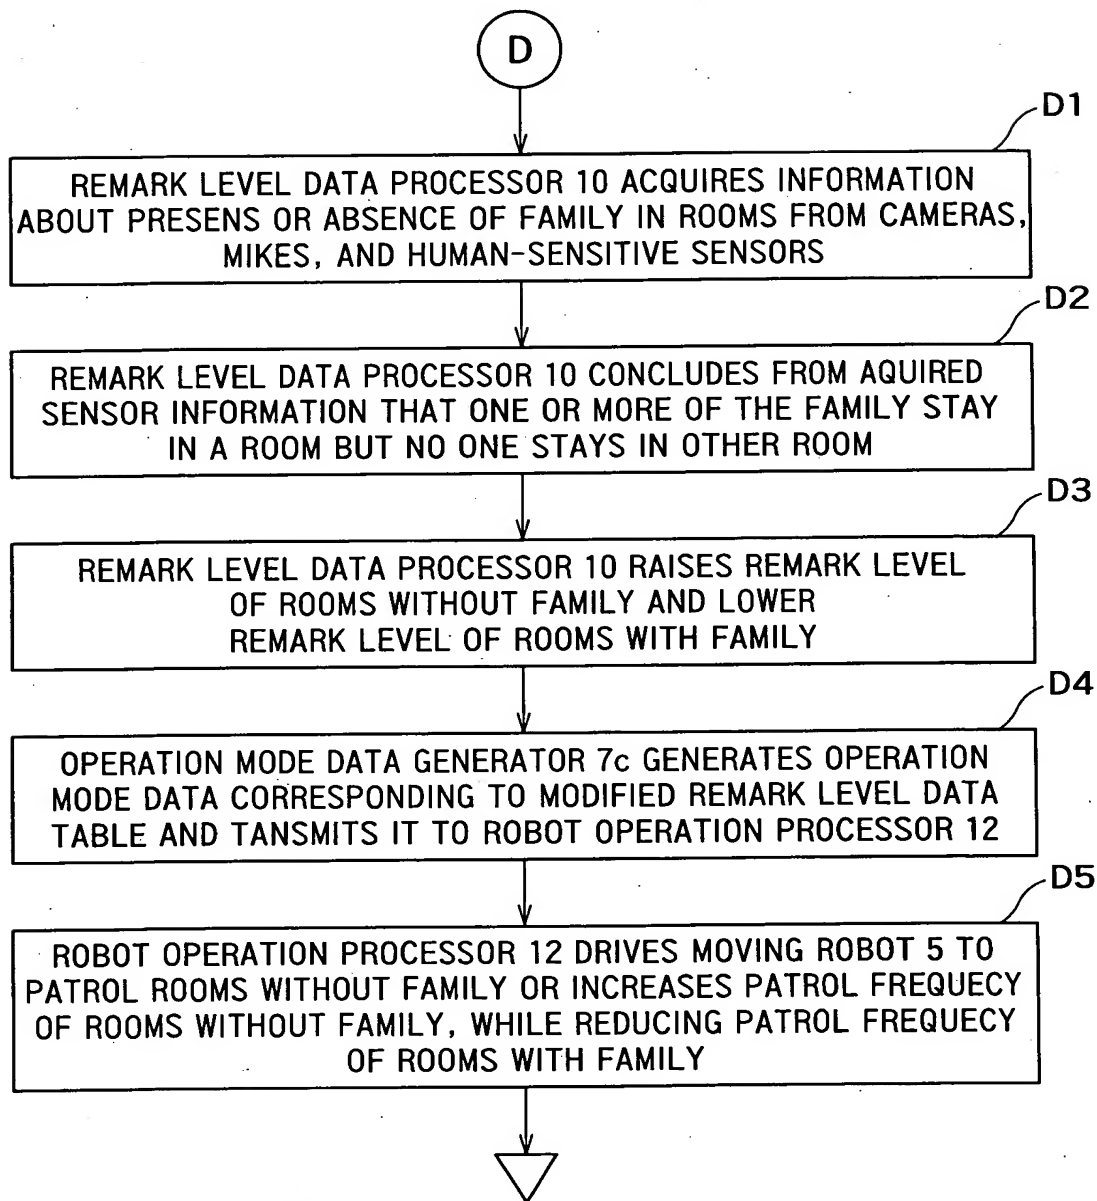 D
D1
REMARK LEVEL DATA PROCESSOR 10 ACQUIRES INFORMATION
ABOUT PRESENS OR ABSENCE OF FAMILY IN ROOMS FROM CAMERAS,
MIKES, AND HUMAN-SENSITIVE SENSORS
D2
REMARK LEVEL DATA PROCESSOR 10 CONCLUDES FROM AQUIRED
SENSOR INFORMATION THAT ONE OR MORE OF THE FAMILY STAY
IN A ROOM BUT NO ONE STAYS IN OTHER ROOM
D3
REMARK LEVEL DATA PROCESSOR 10 RAISES REMARK LEVEL
OF ROOMS WITHOUT FAMILY AND LOWER
REMARK LEVEL OF ROOMS WITH FAMILY
D4
OPERATION MODE DATA GENERATOR 7c GENERATES OPERATION
MODE DATA CORRESPONDING TO MODIFIED REMARK LEVEL DATA
TABLE AND TANSMITS IT TO ROBOT OPERATION PROCESSOR 12
D5
ROBOT OPERATION PROCESSOR 12 DRIVES MOVING ROBOT 5 TO
PATROL ROOMS WITHOUT FAMILY OR INCREASES PATROL FREQUECY
OF ROOMS WITHOUT FAMILY, WHILE REDUCING PATROL FREQUECY
OF ROOMS WITH FAMILY